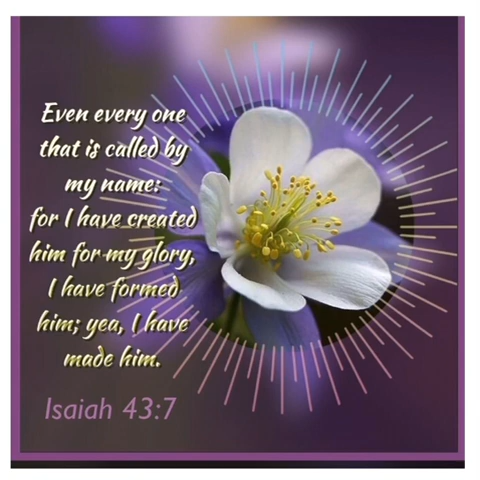 Even every one
that is called by
my name:
for I have created
him for my glory,
I have formed
him; yea, I have
made him.
Isaiah 43:7